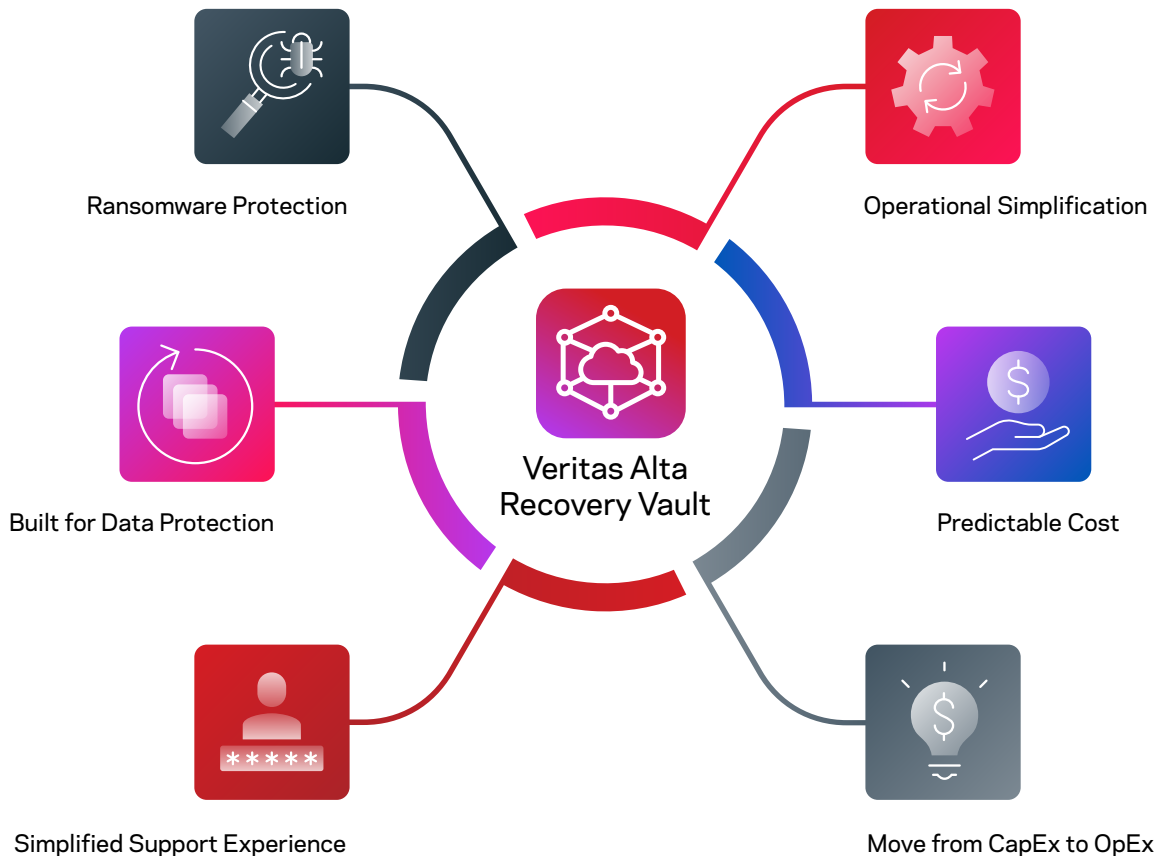 Ransomware Protection
Operational Simplification
Veritas Alta
Recovery Vault
Built for Data Protection
Predictable Cost
*****
Simplified Support Experience
Move from CapEx to OpEx